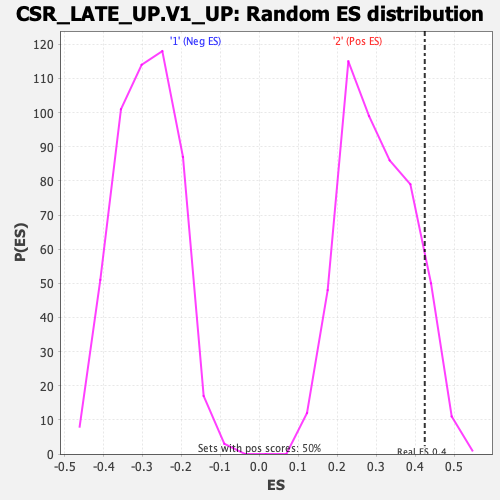 CSR_LATE_UP.V1_UP: Random ES distribution
'1' (Neg ES) '2' (Pos ES)
120
110
100
90
80
70
60
50
40
30
20
10
0
P(ES)
Sets with pos scores: 50%
Real ES 0.4
-0.5 -0.4 -0.3 -0.2 -0.1 0.0 0.1 0.2 0.3 0.4 0.5
ES